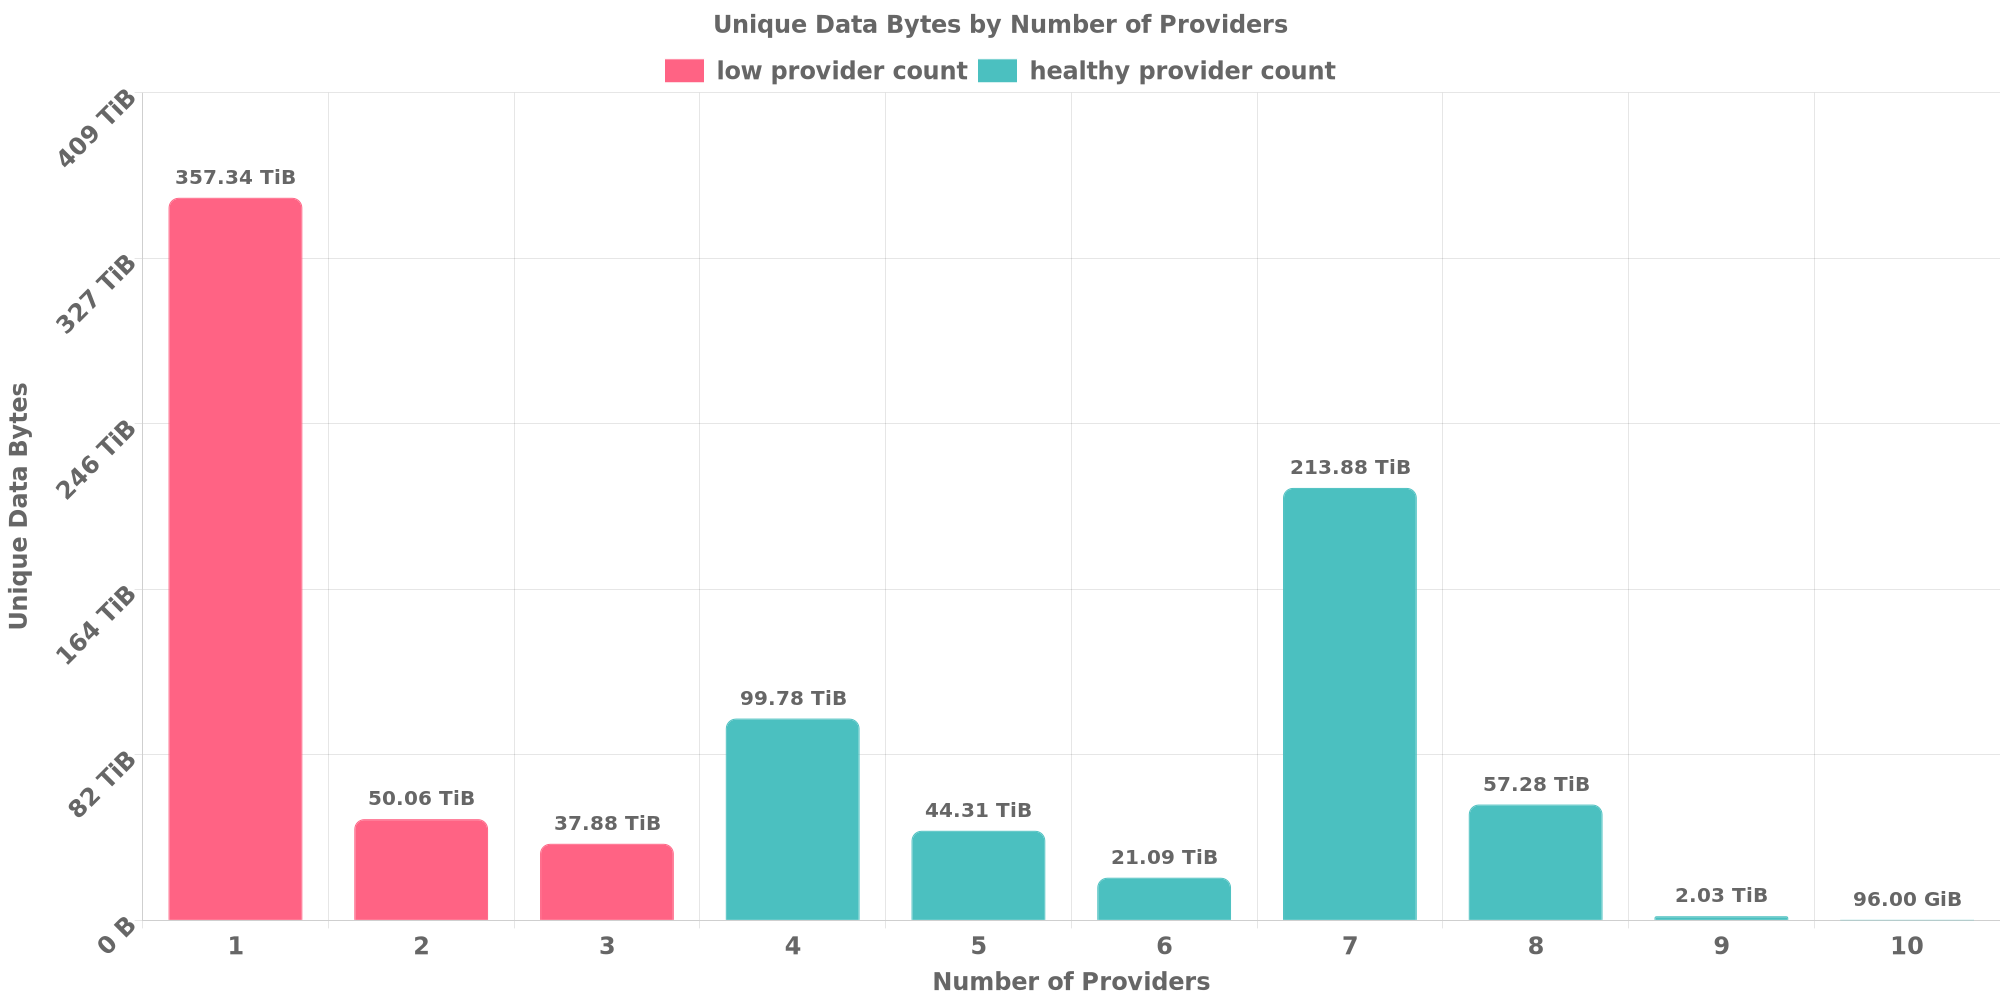 Unique Data Bytes by Number of Providers
low provider count healthy provider count
409 TiB
327 TiB
246 TiB
164 TiB
82 TiB
0 B
Unique Data Bytes
357.34 TiB
50.06 TiB
37.88 TiB
99.78 TiB
44.31 TiB
21.09 TiB
213.88 TiB
57.28 TiB
2.03 TiB
96.00 GiB
1 2 3 4 5 6 7 8 9 10
Number of Providers